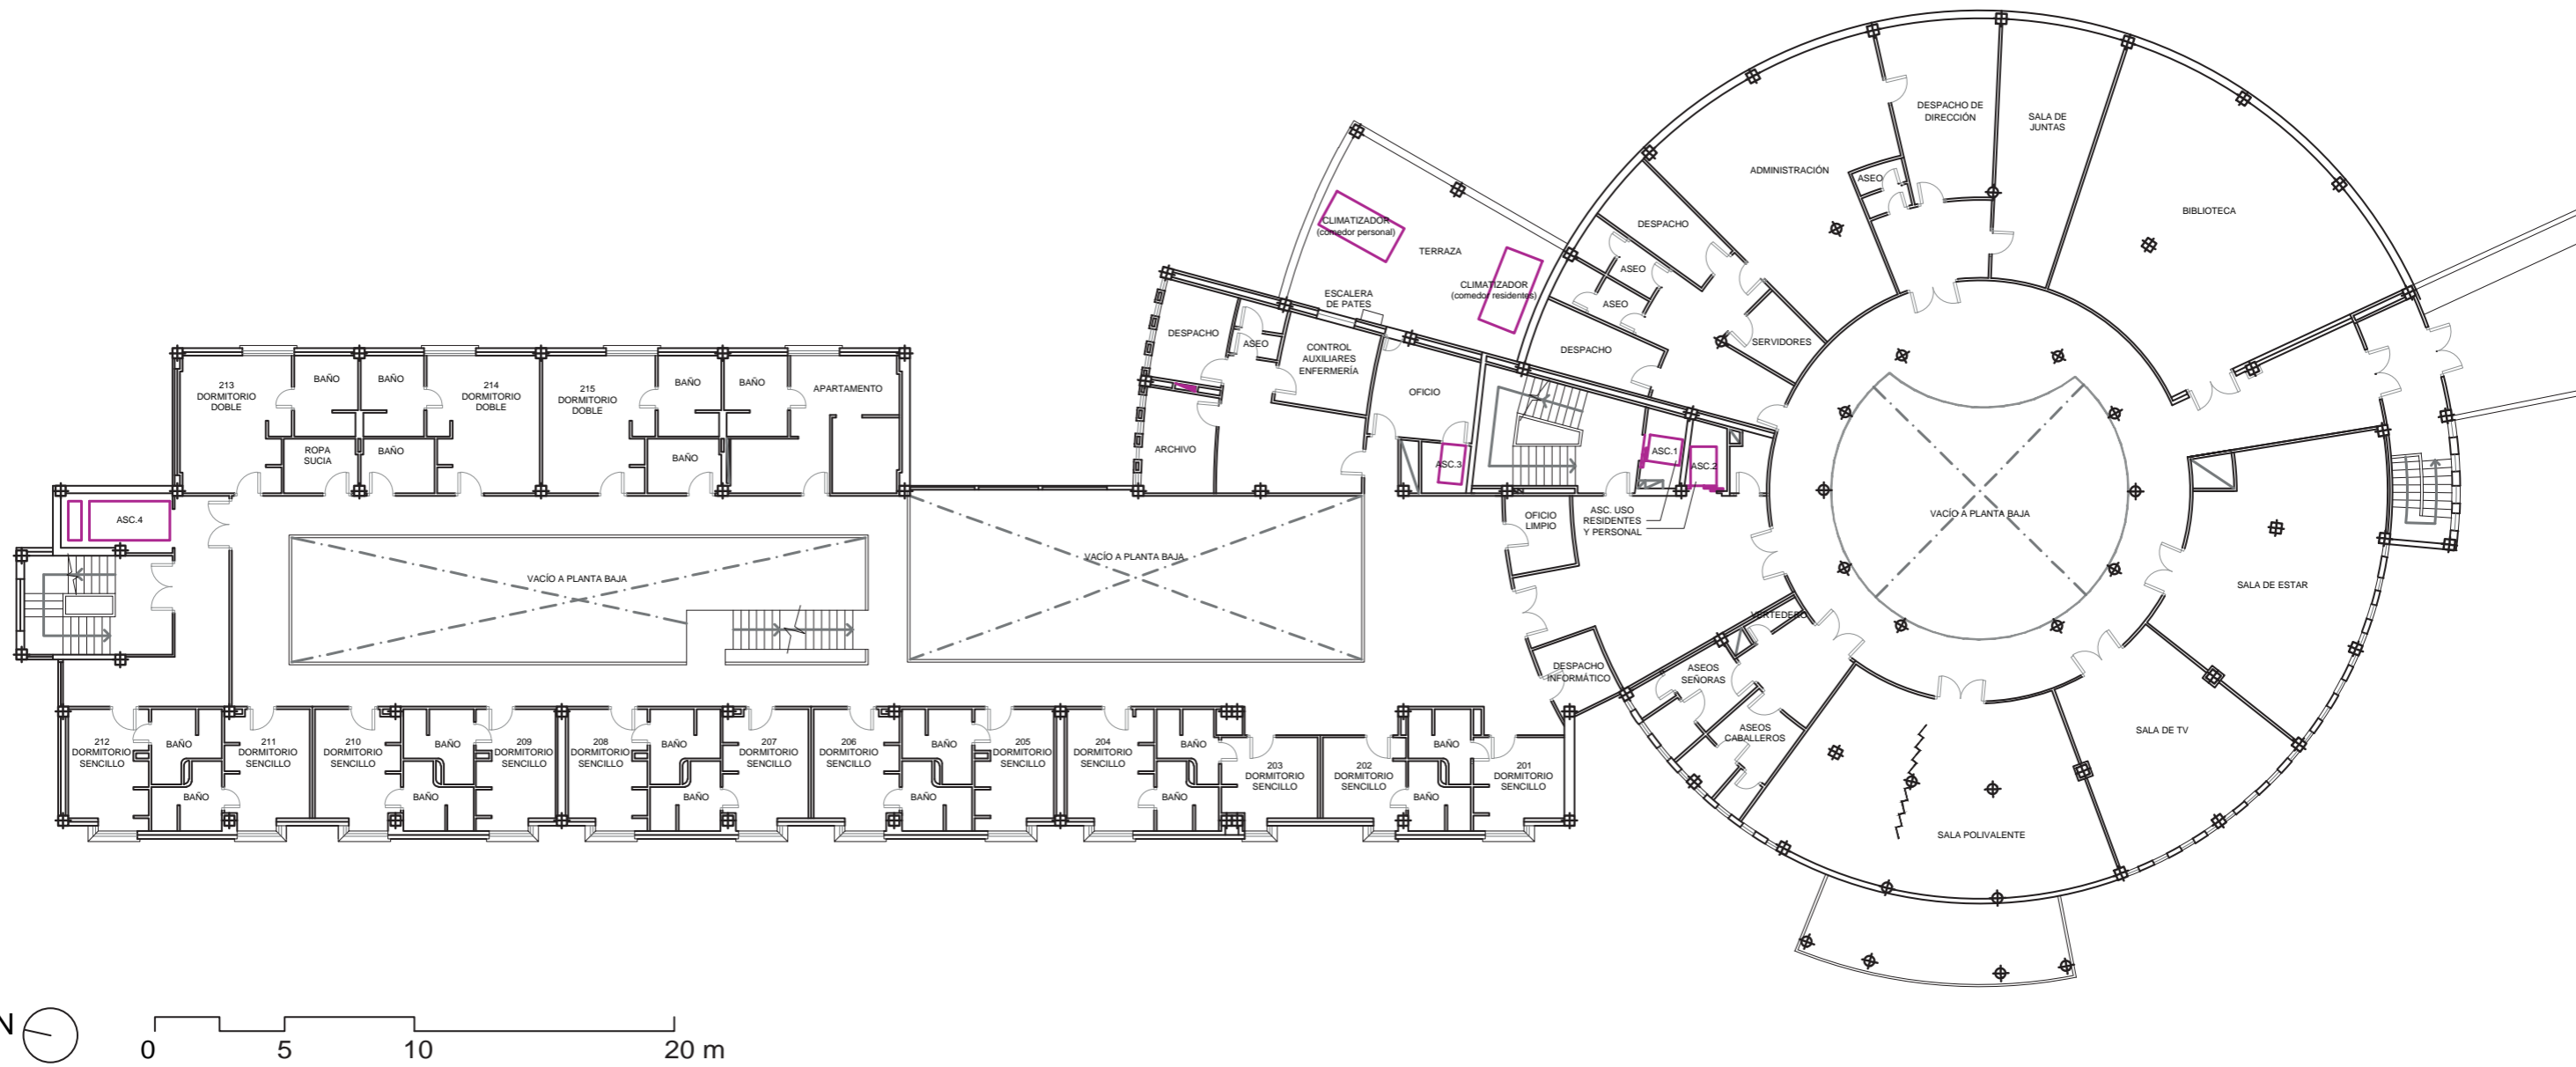 DESPACHO DE
DIRECCIÓN
SALA DE
JUNTAS
ADMINISTRACIÓN
ASEO
BIBLIOTECA
CLIMATIZADOR
(comedor personal)
TERRAZA
CLIMATIZADOR
(comedor residentes)
ESCALERA
DE PATES
DESPACHO
ASEO
ASEO
DESPACHO
SERVIDORES
DESPACHO
ASEO
CONTROL
AUXILIARES
ENFERMERÍA
OFICIO
ARCHIVO
ASC.3
ASC.1
ASC.2
ASC. USO
RESIDENTES
Y PERSONAL
OFICIO
LIMPIO
213
DORMITORIO
DOBLE
BAÑO
BAÑO
214
DORMITORIO
DOBLE
215
DORMITORIO
DOBLE
BAÑO
BAÑO
APARTAMENTO
ROPA
SUCIA
BAÑO
BAÑO
ASC.4
VACÍO A PLANTA BAJA
VACÍO A PLANTA BAJA
VACÍO A PLANTA BAJA
SALA DE ESTAR
VERTEDERO
DESPACHO
INFORMÁTICO
ASEOS
SEÑORAS
ASEOS
CABALLEROS
SALA DE TV
SALA POLIVALENTE
212
DORMITORIO
SENCILLO
BAÑO
BAÑO
211
DORMITORIO
SENCILLO
210
DORMITORIO
SENCILLO
BAÑO
BAÑO
209
DORMITORIO
SENCILLO
208
DORMITORIO
SENCILLO
BAÑO
BAÑO
207
DORMITORIO
SENCILLO
206
DORMITORIO
SENCILLO
BAÑO
BAÑO
205
DORMITORIO
SENCILLO
204
DORMITORIO
SENCILLO
BAÑO
BAÑO
203
DORMITORIO
SENCILLO
202
DORMITORIO
SENCILLO
BAÑO
BAÑO
201
DORMITORIO
SENCILLO
N
0 5 10 20 m